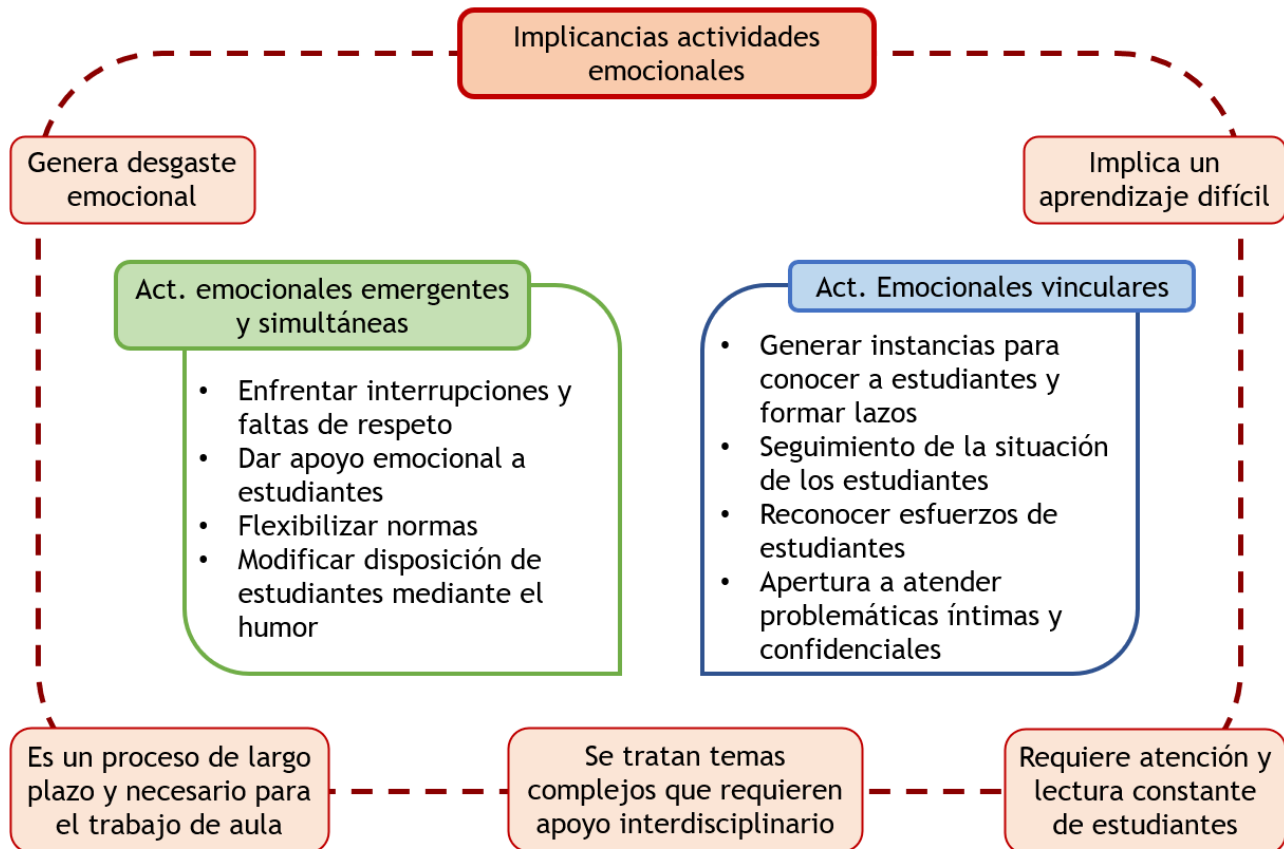 Implicancias actividades
emocionales
Genera desgaste
emocional
Implica un
aprendizaje difícil
Act. emocionales emergentes
y simultáneas
• Enfrentar interrupciones y
faltas de respeto
• Dar apoyo emocional a
estudiantes
• Flexibilizar normas
• Modificar disposición de
estudiantes mediante el
humor
Act. Emocionales vinculares
• Generar instancias para
conocer a estudiantes y
formar lazos
• Seguimiento de la situación
de los estudiantes
• Reconocer esfuerzos de
estudiantes
• Apertura a atender
problemáticas íntimas y
confidenciales
Es un proceso de largo
plazo y necesario para
el trabajo de aula
Se tratan temas
complejos que requieren
apoyo interdisciplinario
Requiere atención y
lectura constante
de estudiantes